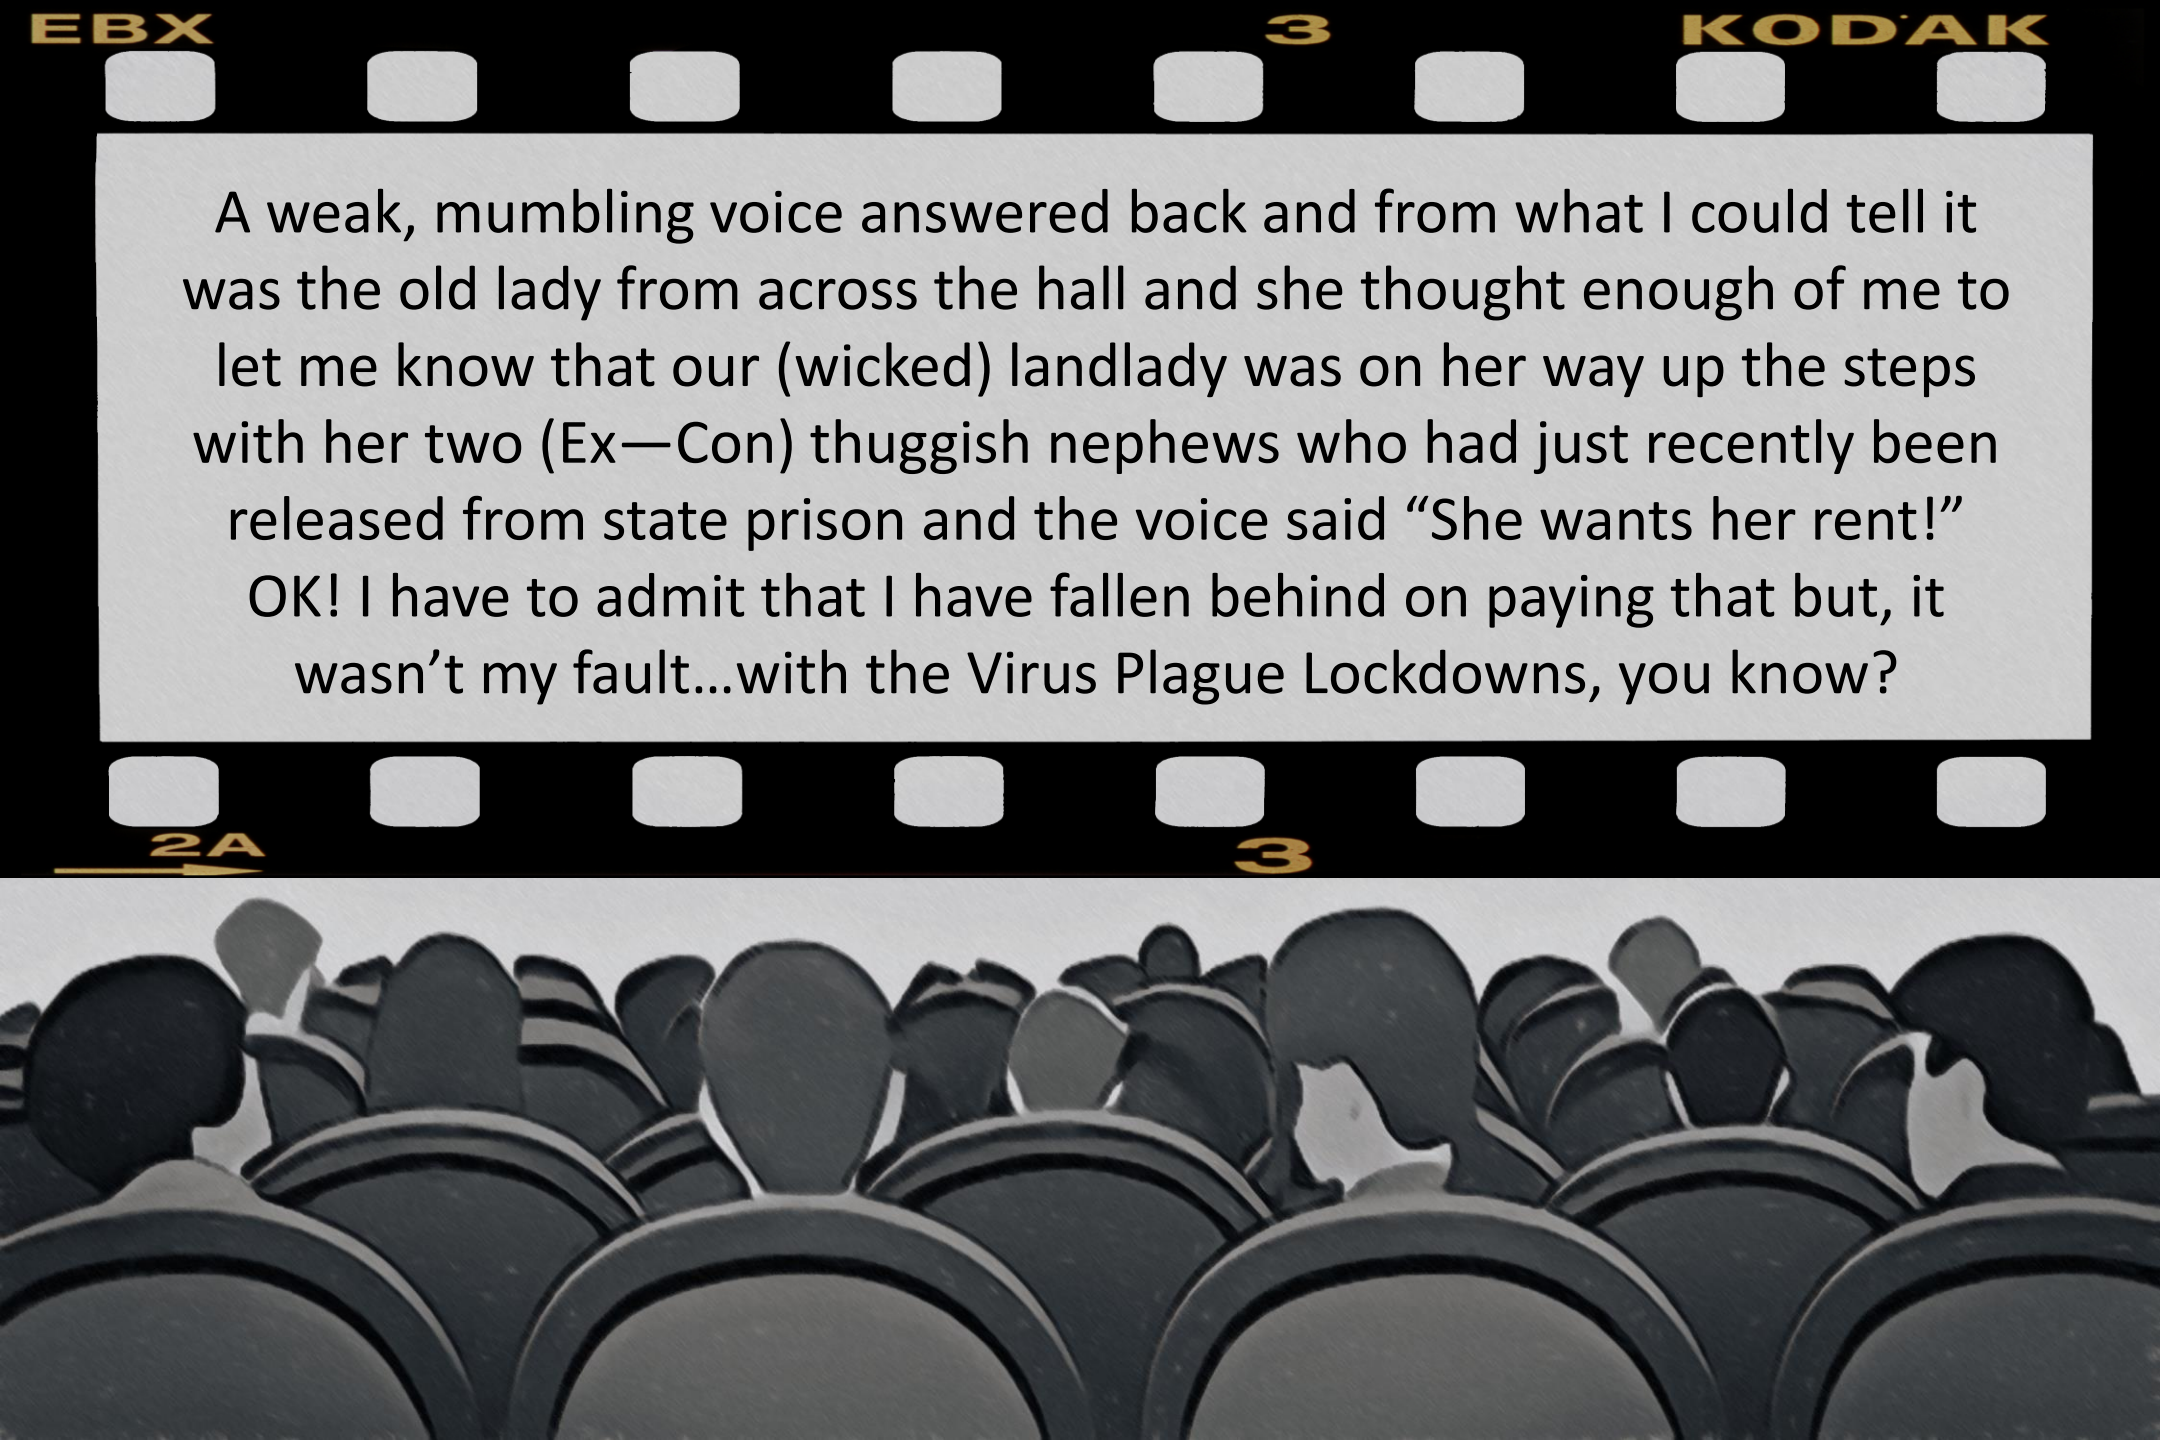 EBX 3 KODAK
A weak, mumbling voice answered back and from what I could tell it
was the old lady from across the hall and she thought enough of me to
let me know that our (wicked) landlady was on her way up the steps
with her two (Ex—Con) thuggish nephews who had just recently been
released from state prison and the voice said “She wants her rent!”
OK! I have to admit that I have fallen behind on paying that but, it
wasn’t my fault...with the Virus Plague Lockdowns, you know?
2A 3